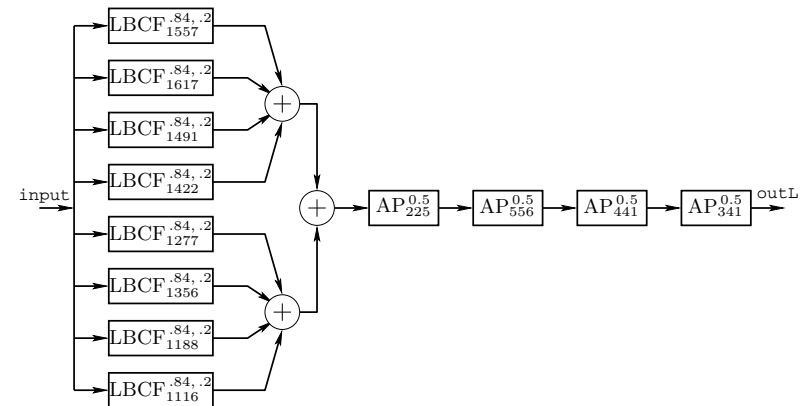 LBCF.84, .2 1557
LBCF.84, .2 1617
+
LBCF.84, .2 1491
LBCF.84, .2 1422
input
+
AP0.5 225
AP0.5 556
AP0.5 441
AP0.5 341
outL
LBCF.84, .2 1277
LBCF.84, .2 1356
+
LBCF.84, .2 1188
LBCF.84, .2 1116